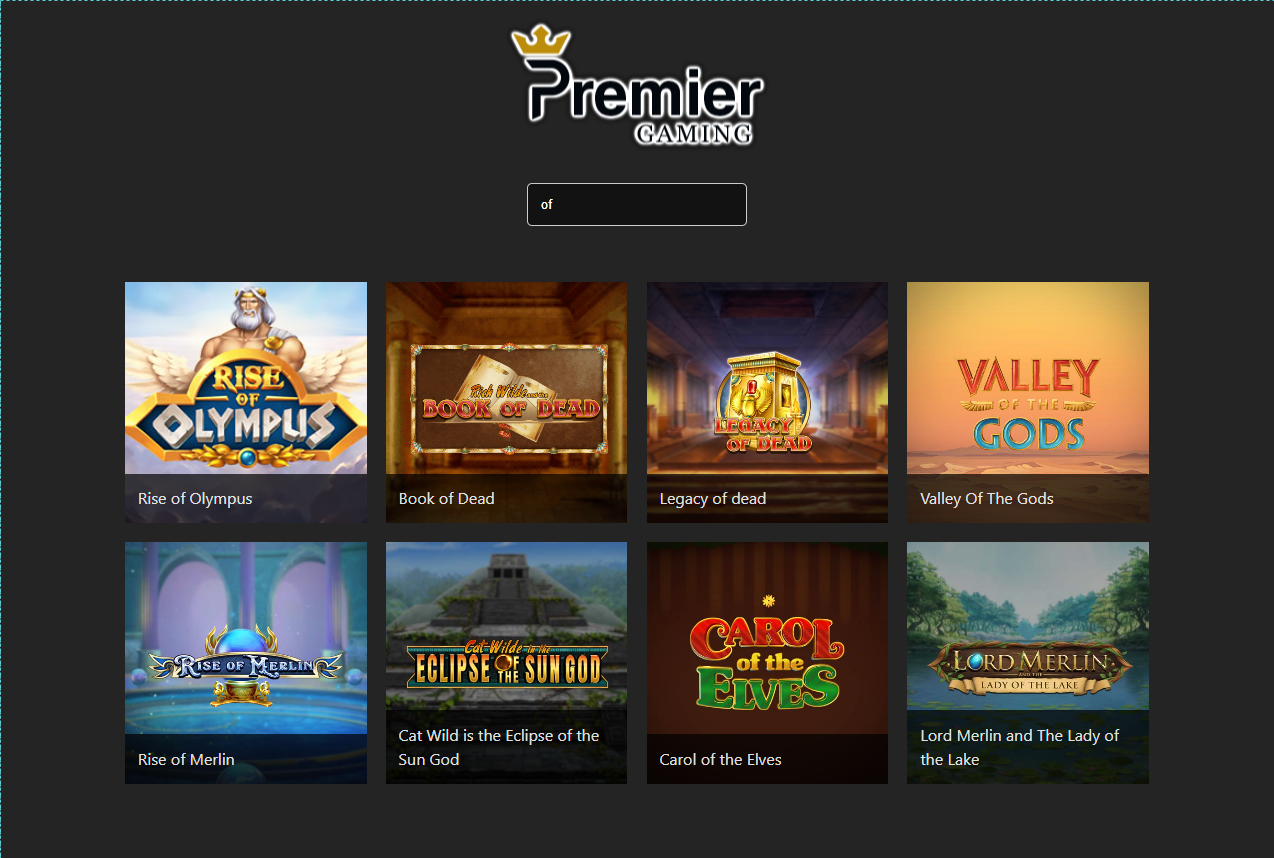 Premier
GAMING
of
RISE
OF
OLYMPUS
Rise of Olympus
Rich Wilde and the
BOOK OF DEAD
Book of Dead
LEGACY
OF DEAD
Legacy of dead
VALLEY
OF THE
GODS
Valley Of The Gods
RISE OF MERLIN
Rise of Merlin
Cat Wilde in the
ECLIPSE OF THE SUN GOD
Cat Wild is the Eclipse of the
Sun God
CAROL
of the
ELVES
Carol of the Elves
LORD MERLIN
AND THE
LADY OF THE LAKE
Lord Merlin and The Lady of
the Lake